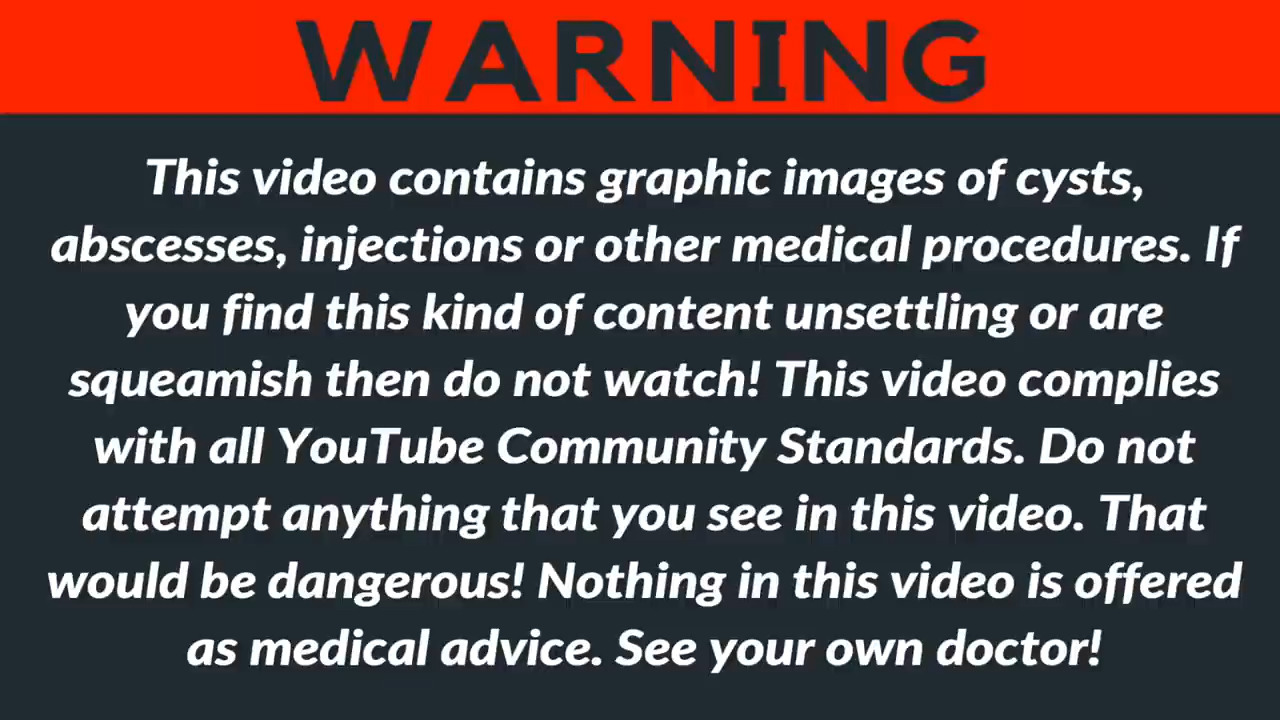 WARNING
This video contains graphic images of cysts,
abscesses, injections or other medical procedures. If
you find this kind of content unsettling or are
squeamish then do not watch! This video complies
with all YouTube Community Standards. Do not
attempt anything that you see in this video. That
would be dangerous! Nothing in this video is offered
as medical advice. See your own doctor!